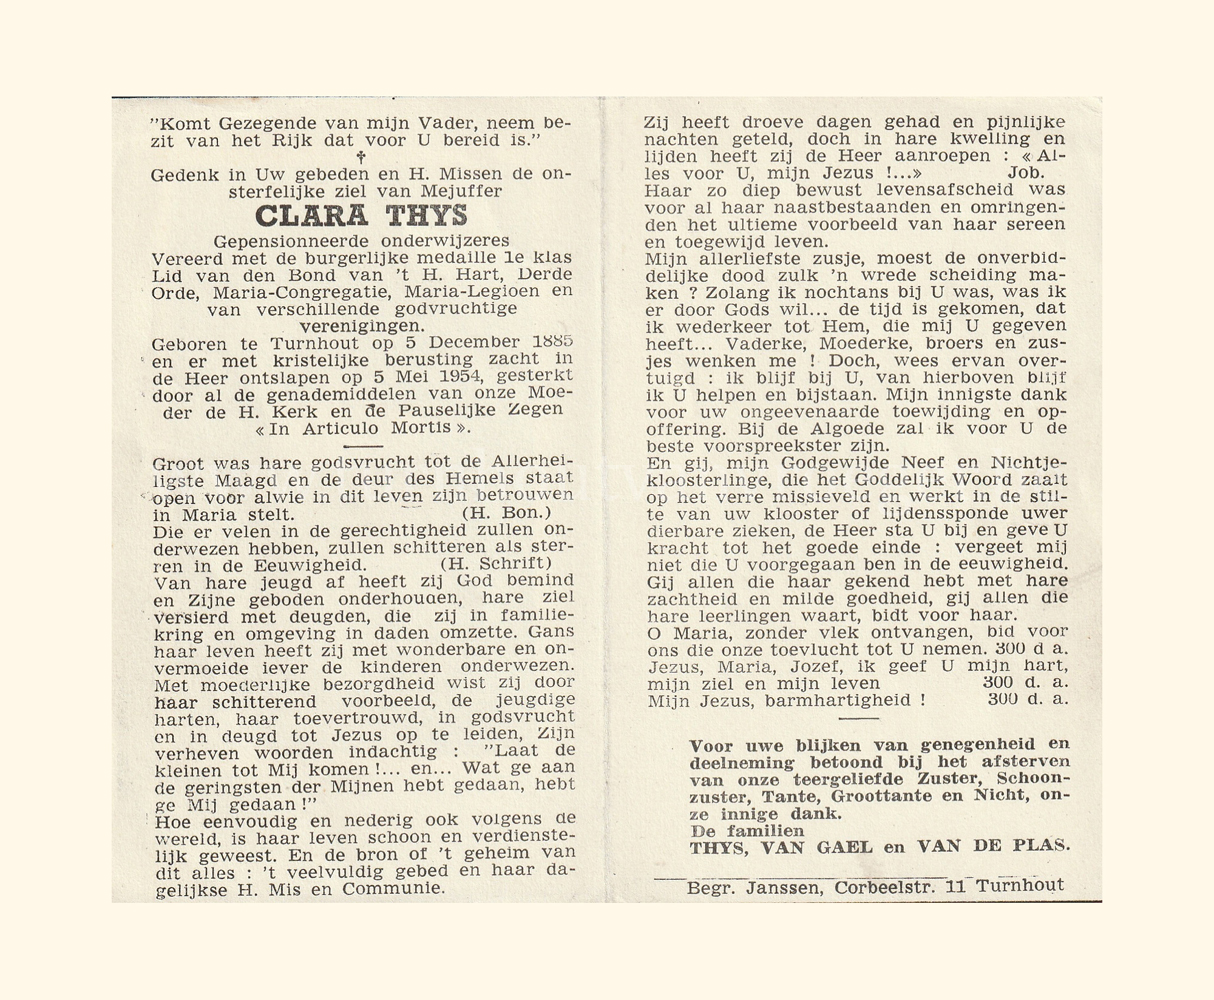 "Komt Gezegende van mijn Vader, neem be-
zit van het Rijk dat voor U bereid is."
†
Gedenk in Uw gebeden en H. Missen de on-
sterfelijke ziel van Mejuffer
CLARA THYS
Gepensionneerde onderwijzeres
Vereerd met de burgerlijke medaille 1e klas
Lid van den Bond van 't H. Hart, Derde
Orde, Maria-Congregatie, Maria-Legioen en
van verschillende godvruchtige
verenigingen.
Geboren te Turnhout op 5 December 1885
en er met kristelijke berusting zacht in
de Heer ontslapen op 5 Mei 1954, gesterkt
door al de genademiddelen van onze Moe-
der de H. Kerk en de Pauselijke Zegen
« In Articulo Mortis ».
Groot was hare godsvrucht tot de Allerhei-
ligste Maagd en de deur des Hemels staat
open voor alwie in dit leven zijn betrouwen
in Maria stelt. (H. Bon.)
Die er velen in de gerechtigheid zullen on-
derwezen hebben, zullen schitteren als ster-
ren in de Eeuwigheid. (H. Schrift)
Van hare jeugd af heeft zij God bemind
en Zijne geboden onderhouden, hare ziel
versierd met deugden, die zij in familie-
kring en omgeving in daden omzette. Gans
haar leven heeft zij met wonderbare en on-
vermoeide iever de kinderen onderwezen.
Met moederlijke bezorgdheid wist zij door
haar schitterend voorbeeld, de jeugdige
harten, haar toevertrouwd, in godsvrucht
en in deugd tot Jezus op te leiden, Zijn
verheven woorden indachtig : "Laat de
kleinen tot Mij komen !... en... Wat ge aan
de geringsten der Mijnen hebt gedaan, hebt
ge Mij gedaan !"
Hoe eenvoudig en nederig ook volgens de
wereld, is haar leven schoon en verdienste-
lijk geweest. En de bron of 't geheim van
dit alles : 't veelvuldig gebed en haar da-
gelijkse H. Mis en Communie.
Zij heeft droeve dagen gehad en pijnlijke
nachten geteld, doch in hare kwelling en
lijden heeft zij de Heer aanroepen : « Al-
les voor U, mijn Jezus !...» Job.
Haar zo diep bewust levensafscheid was
voor al haar naastbestaanden en omringen-
den het ultieme voorbeeld van haar sereen
en toegewijd leven.
Mijn allerliefste zusje, moest de onverbid-
delijke dood zulk 'n wrede scheiding ma-
ken ? Zolang ik nochtans bij U was, was ik
er door Gods wil... de tijd is gekomen, dat
ik wederkeer tot Hem, die mij U gegeven
heeft... Vaderke, Moederke, broers en zus-
jes wenken me ! Doch, wees ervan over-
tuigd : ik blijf bij U, van hierboven blijf
ik U helpen en bijstaan. Mijn innigste dank
voor uw ongeevenaarde toewijding en op-
offering. Bij de Algoede zal ik voor U de
beste voorspreekster zijn.
En gij, mijn Godgewijde Neef en Nichtje-
kloosterlinge, die het Goddelijk Woord zaait
op het verre missieveld en werkt in de stil-
te van uw klooster of lijdenssponde uwer
dierbare zieken, de Heer sta U bij en geve U
kracht tot het goede einde : vergeet mij
niet die U voorgegaan ben in de eeuwigheid.
Gij allen die haar gekend hebt met hare
zachtheid en milde goedheid, gij allen die
hare leerlingen waart, bidt voor haar.
O Maria, zonder vlek ontvangen, bid voor
ons die onze toevlucht tot U nemen. 300 d a.
Jezus, Maria, Jozef, ik geef U mijn hart,
mijn ziel en mijn leven 300 d. a.
Mijn Jezus, barmhartigheid ! 300 d. a.
Voor uwe blijken van genegenheid en
deelneming betoond bij het afsterven
van onze teergeliefde Zuster, Schoon-
zuster, Tante, Groottante en Nicht, on-
ze innige dank.
De familien
THYS, VAN GAEL en VAN DE PLAS.
Begr. Janssen, Corbeelstr. 11 Turnhout